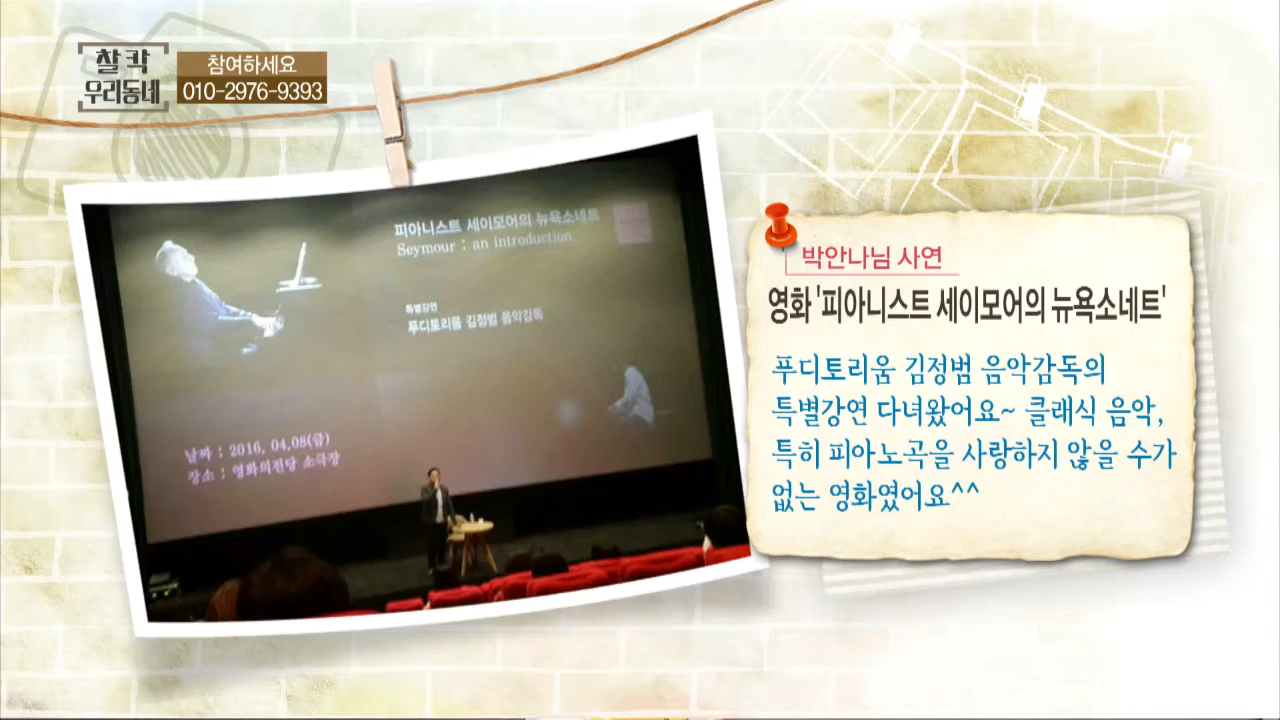 찰칵
우리동네
참여하세요
010-2976-9393
피아니스트 세이모어의 뉴욕소네트
Seymour : an introduction
특별강연
푸디토리움 김정범 음악감독
날짜 : 2016. 04.08(금)
장소 : 영화의전당 소극장
박안나님 사연
영화 '피아니스트 세이모어의 뉴욕소네트'
푸디토리움 김정범 음악감독의
특별강연 다녀왔어요~ 클래식 음악,
특히 피아노곡을 사랑하지 않을 수가
없는 영화였어요^^